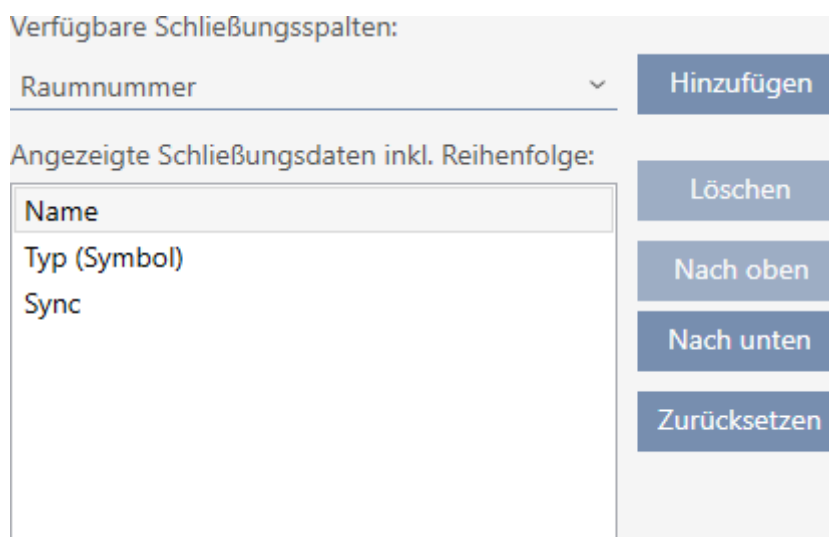 Verfügbare Schließungsspalten:
Raumnummer
Hinzufügen
Angezeigte Schließungsdaten inkl. Reihenfolge:
Name
Typ (Symbol)
Sync
Löschen
Nach oben
Nach unten
Zurücksetzen